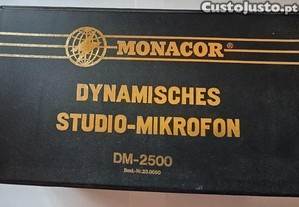 CustoJusto.pt
MONACOR®
DYNAMISCHES
STUDIO-MIKROFON
DM-2500
Best.-Nr. 23.0050